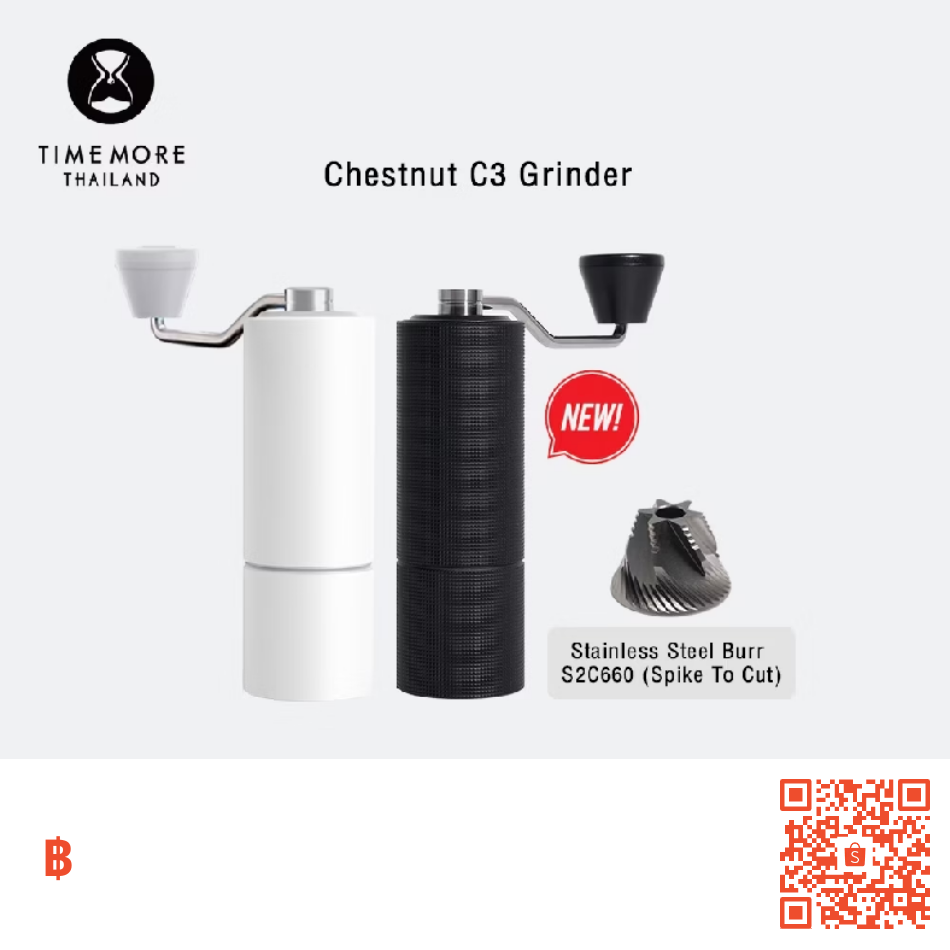 TIMEMORE
THAILAND
Chestnut C3 Grinder
NEW!
Stainless Steel Burr
S2C660 (Spike To Cut)
฿
S